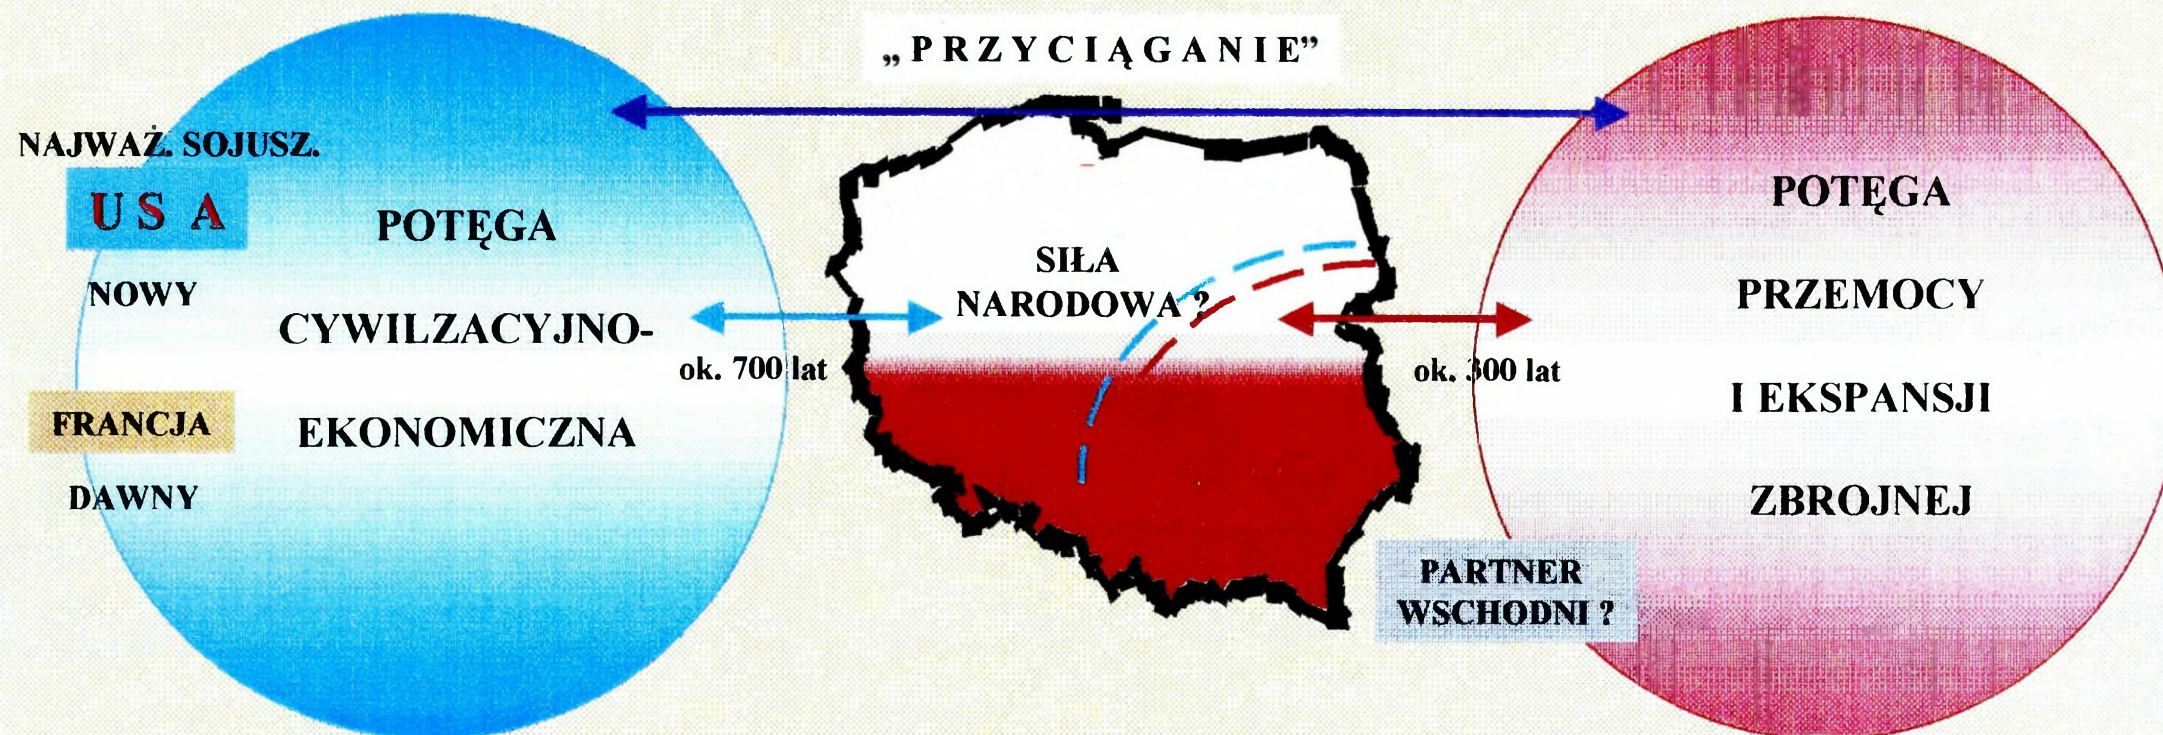 „PRZYCIĄGANIE”
NAJWAŻ. SOJUSZ.
USA
NOWY
FRANCJA
DAWNY
POTĘGA
CYWILZACYJNO-
EKONOMICZNA
ok. 700 lat
SIŁA
NARODOWA ?
ok. 300 lat
POTĘGA
PRZEMOCY
I EKSPANSJI
ZBROJNEJ
PARTNER
WSCHODNI ?